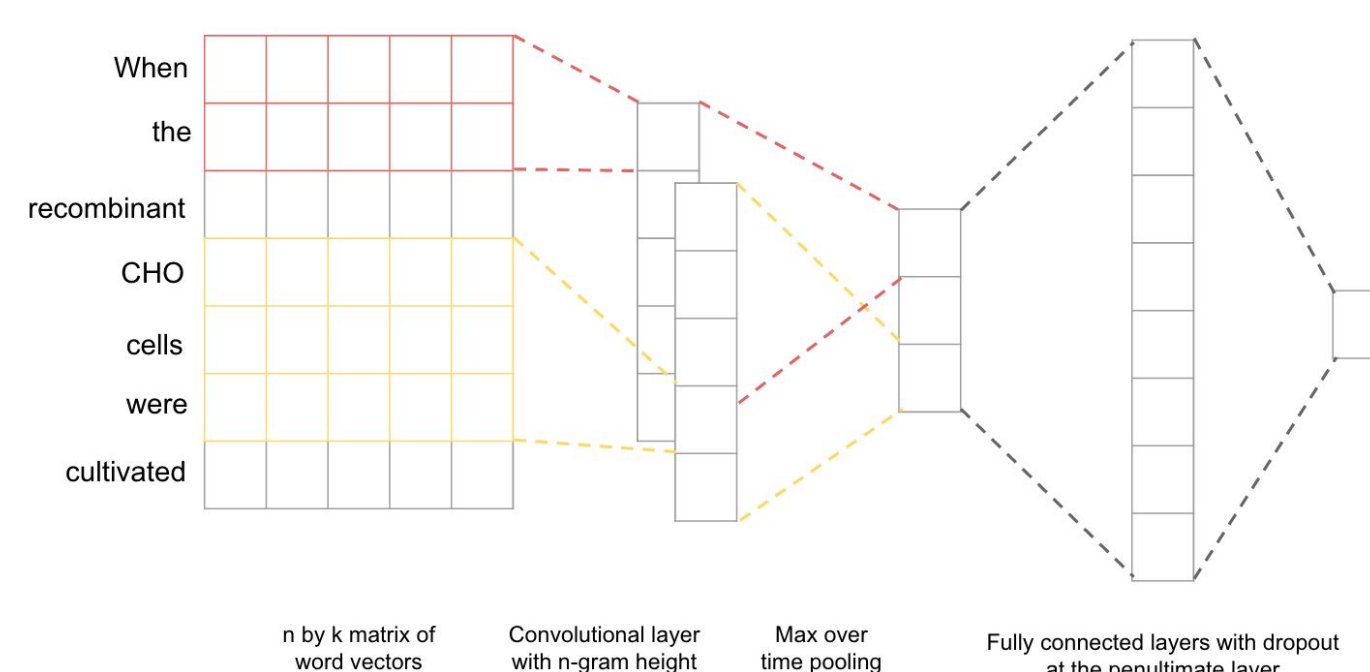 When
the
recombinant
CHO
cells
were
cultivated
n by k matrix of
word vectors
Convolutional layer
with n-gram height
Max over
time pooling
Fully connected layers with dropout
at the penultimate layer